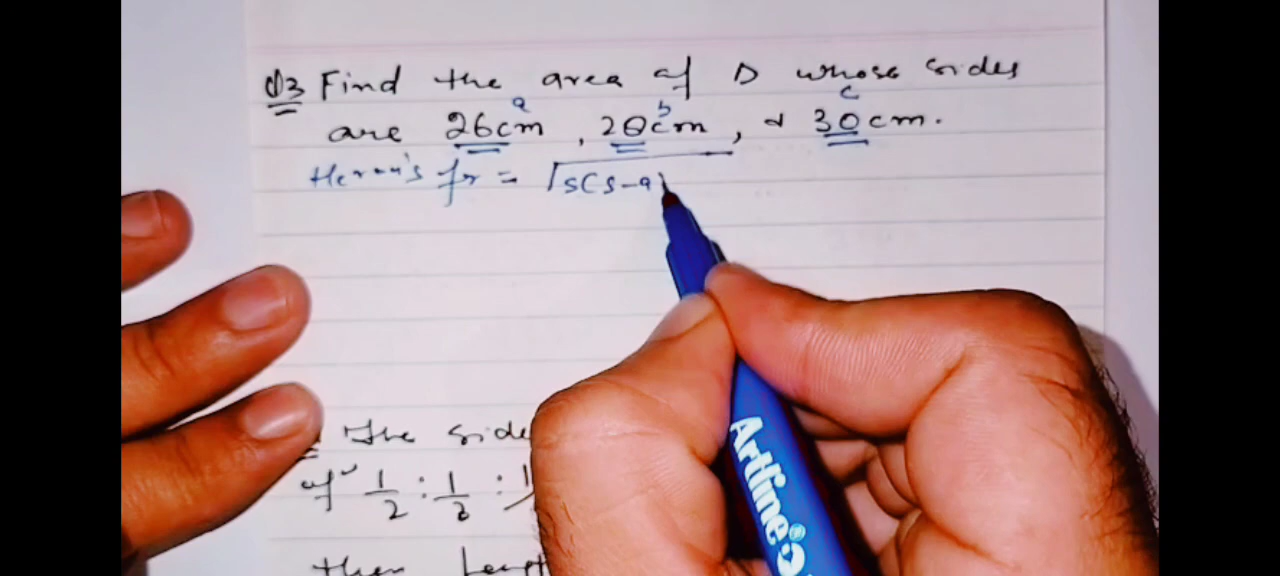 Q3 Find the area of Δ whose sides
a b c
are 26cm, 28cm, & 30cm.
Heron's fr = √s(s-a)
The side
of 1/2 : 1/3 :
then
Artline